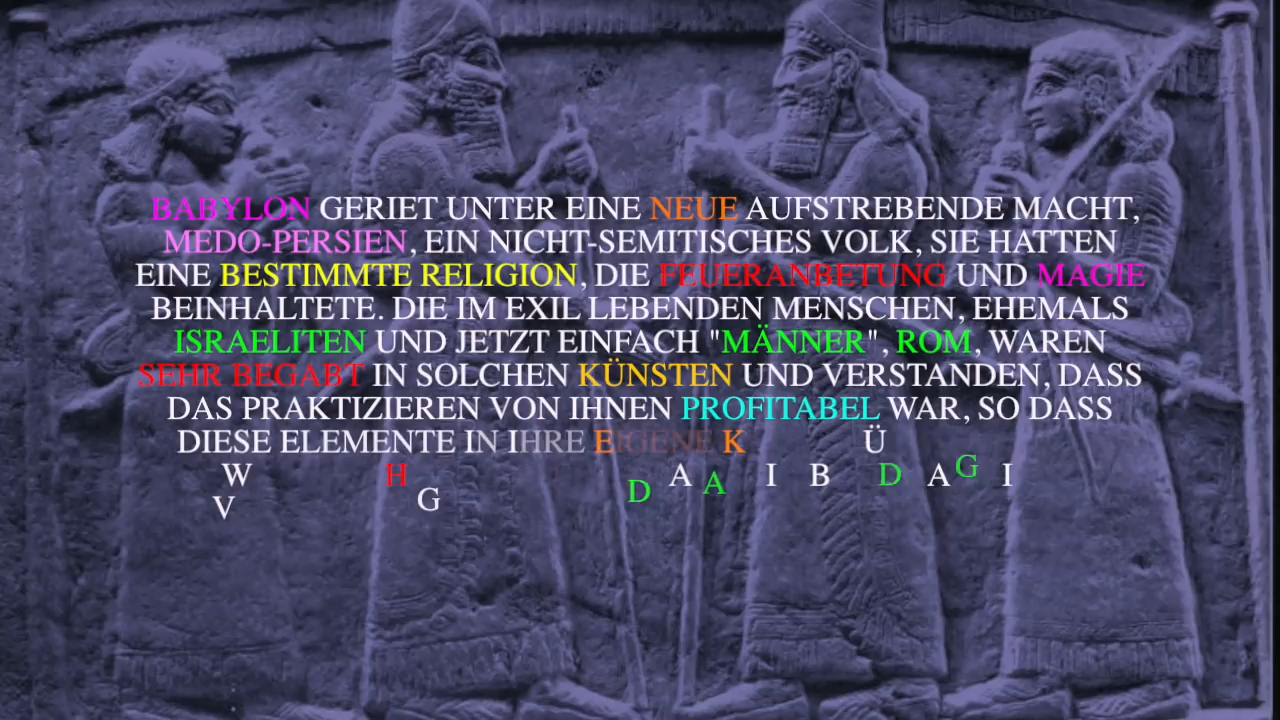 BABYLON GERIET UNTER EINE NEUE AUFSTREBENDE MACHT,
MEDO-PERSIEN, EIN NICHT-SEMITISCHES VOLK, SIE HATTEN
EINE BESTIMMTE RELIGION, DIE FEUERANBETUNG UND MAGIE
BEINHALTETE. DIE IM EXIL LEBENDEN MENSCHEN, EHEMALS
ISRAELITEN UND JETZT EINFACH "MÄNNER", ROM, WAREN
SEHR BEGABT IN SOLCHEN KÜNSTEN UND VERSTANDEN, DASS
DAS PRAKTIZIEREN VON IHNEN PROFITABEL WAR, SO DASS
DIESE ELEMENTE IN IHRE EIGENE K Ü
W H G D A A I B D A G I
V